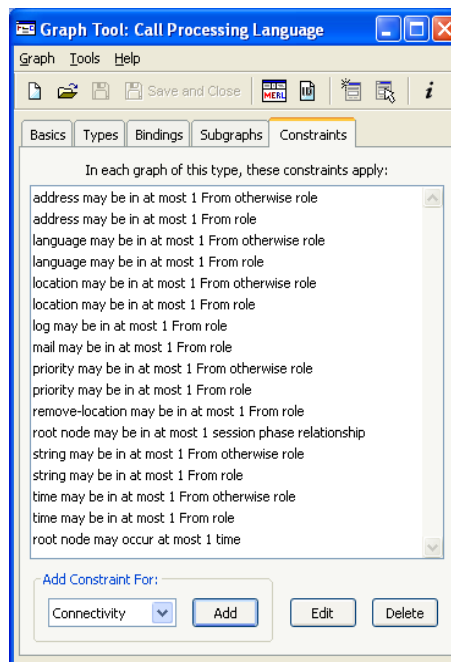 Graph Tool: Call Processing Language
Graph Tools Help
Save and Close MERL ID i
Basics Types Bindings Subgraphs Constraints
In each graph of this type, these constraints apply:
address may be in at most 1 From otherwise role
address may be in at most 1 From role
language may be in at most 1 From otherwise role
language may be in at most 1 From role
location may be in at most 1 From otherwise role
location may be in at most 1 From role
log may be in at most 1 From role
mail may be in at most 1 From role
priority may be in at most 1 From otherwise role
priority may be in at most 1 From role
remove-location may be in at most 1 From role
root node may be in at most 1 session phase relationship
string may be in at most 1 From otherwise role
string may be in at most 1 From role
time may be in at most 1 From otherwise role
time may be in at most 1 From role
root node may occur at most 1 time
Add Constraint For:
Connectivity Add Edit Delete